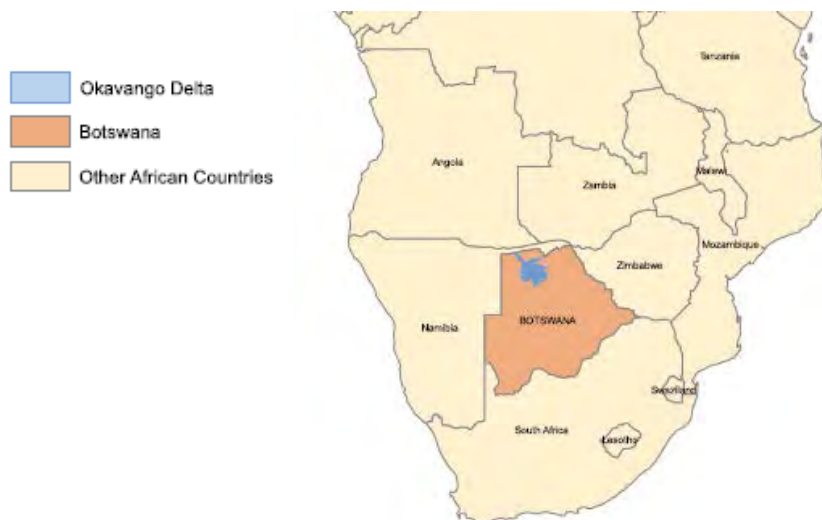 Okavango Delta
Botswana
Other African Countries
Tanzania
Angola
Zambia
Malawi
Mozambique
Zimbabwe
Namibia
BOTSWANA
Swaziland
South Africa
Lesotho